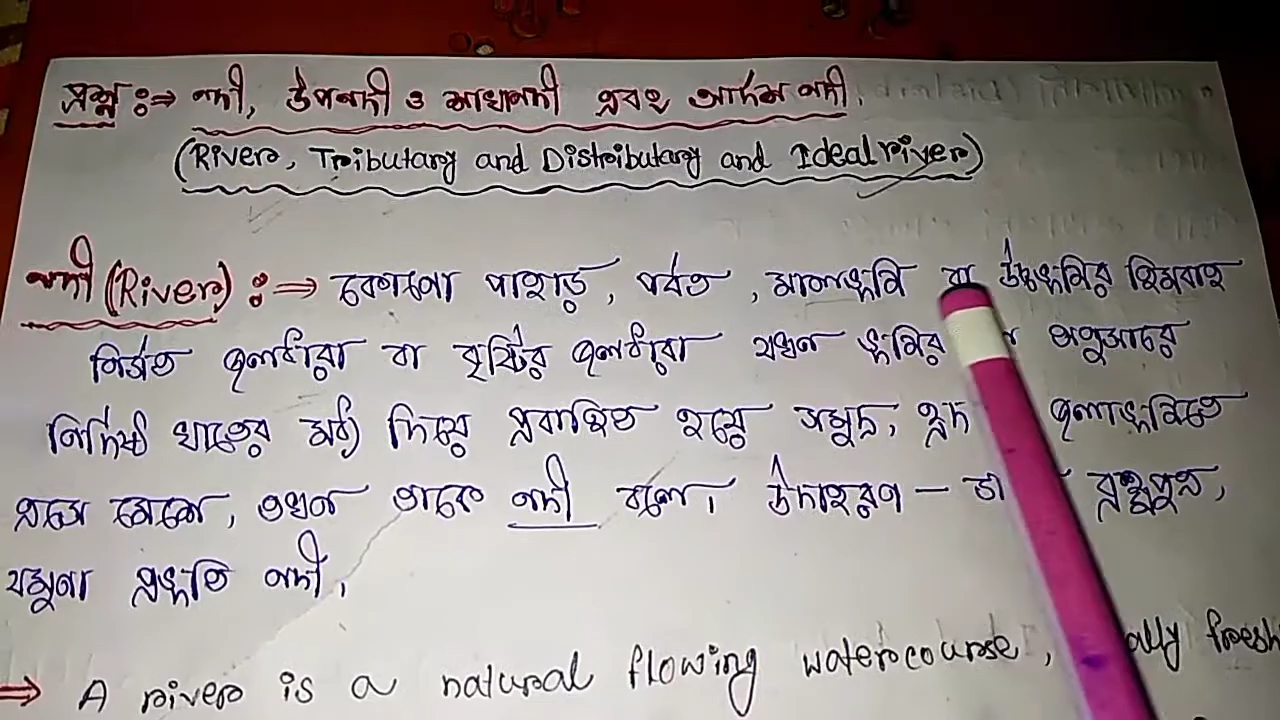 প্রশ্ন :⇒ নদী, উপনদী ও শাখানদী এবং আদর্শ নদী.
(River, Tributary and Distributary and Ideal river)
নদী (River) :⇒ কোনো পাহাড়, পর্বত, মালভূমি বা উচ্চভূমির হিমবাহ
নির্গত জলধারা বা বৃষ্টির জলধারা যখন ভূমির অনুসারে
নির্দিষ্ট খাতের মধ্য দিয়ে প্রবাহিত হয়ে সমুদ্র, হ্রদ জলাভূমিতে
এসে মেশে, তখন তাকে নদী বলে। উদাহরণ – ব্রহ্মপুত্র,
যমুনা প্রভৃতি নদী.
⇒ A river is a natural flowing watercourse, fresh